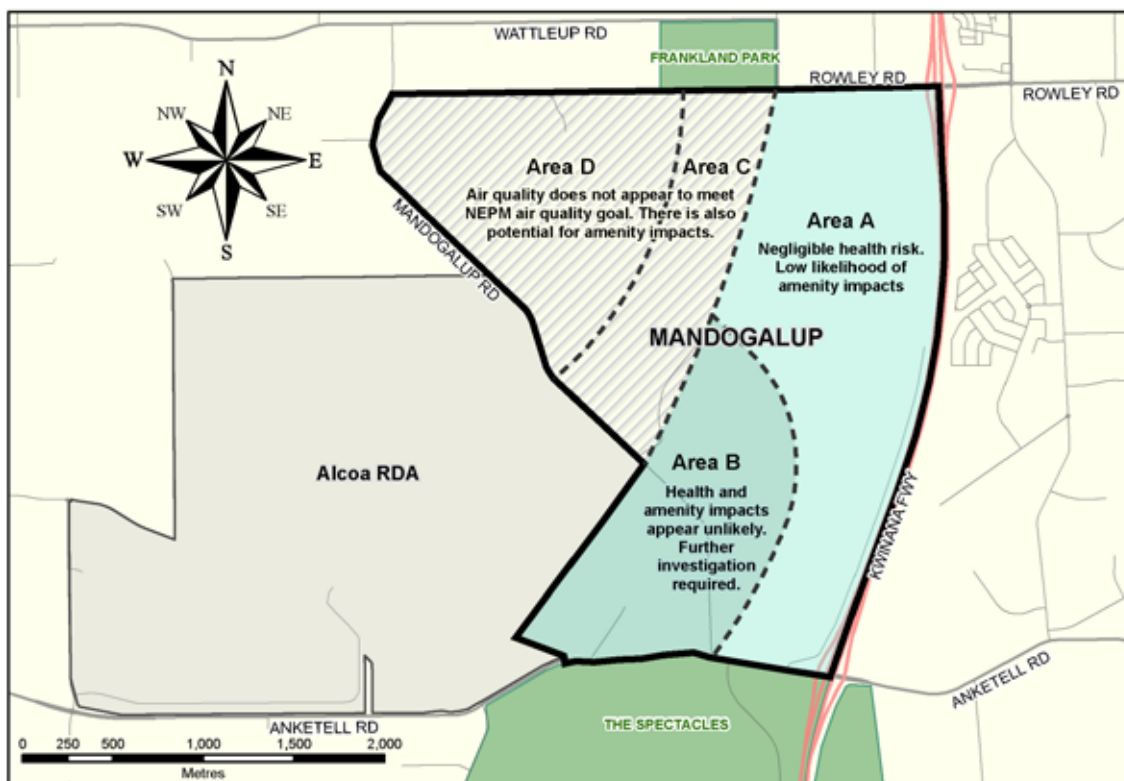 WATTLEUP RD
FRANKLAND PARK
ROWLEY RD
ROWLEY RD
N
NW
NE
W
E
SW
SE
S
Area D
Area C
Air quality does not appear to meet
NEPM air quality goal. There is also
potential for amenity impacts.
Area A
Negligible health risk.
Low likelihood of
amenity impacts
MANDOGALUP RD
MANDOGALUP
Alcoa RDA
Area B
Health and
amenity impacts
appear unlikely.
Further
investigation
required.
KWINANA FWY
ANKETELL RD
ANKETELL RD
THE SPECTACLES
0 250 500 1,000 1,500 2,000
Metres